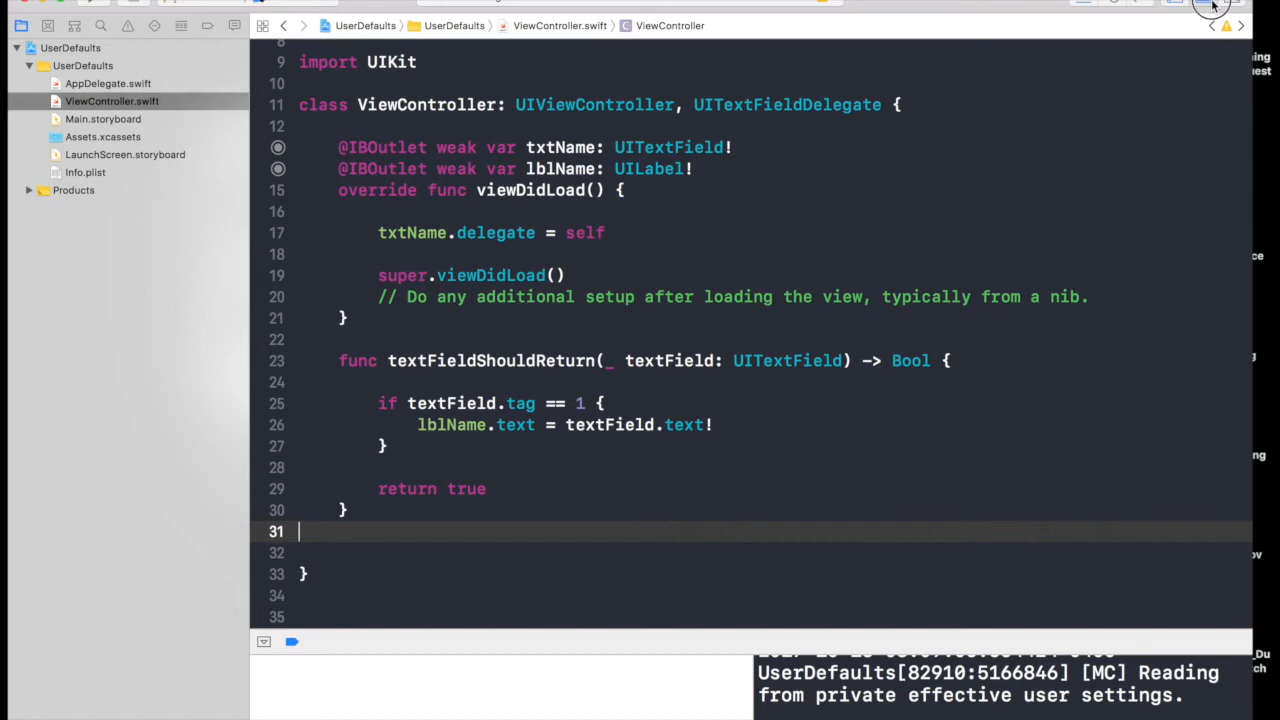 UserDefaults
UserDefaults
ViewController.swift
ViewController
UserDefaults
UserDefaults
AppDelegate.swift
ViewController.swift
Main.storyboard
Assets.xcassets
LaunchScreen.storyboard
Info.plist
Products
8
9 import UIKit
10
11 class ViewController: UIViewController, UITextFieldDelegate {
12
@IBOutlet weak var txtName: UITextField!
@IBOutlet weak var lblName: UILabel!
15 override func viewDidLoad() {
16
17 txtName.delegate = self
18
19 super.viewDidLoad()
20 // Do any additional setup after loading the view, typically from a nib.
21 }
22
23 func textFieldShouldReturn(_ textField: UITextField) -> Bool {
24
25 if textField.tag == 1 {
26 lblName.text = textField.text!
27 }
28
29 return true
30 }
31
32
33 }
34
35
UserDefaults[82910:5166846] [MC] Reading
from private effective user settings.